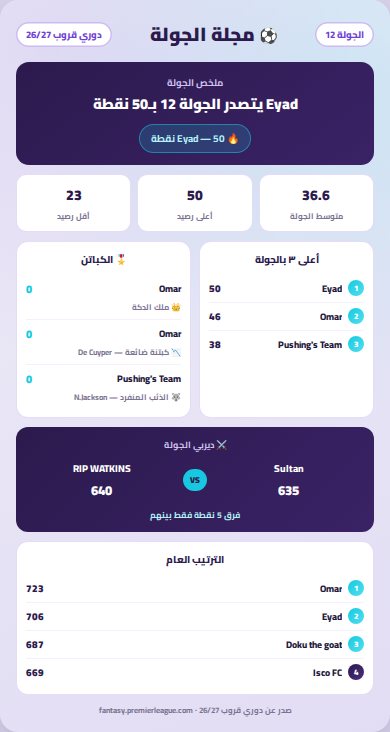 الجولة 12
⚽ مجلة الجولة
دوري قروب 26/27
ملخص الجولة
Eyad يتصدر الجولة 12 بـ50 نقطة
🔥 Eyad — 50 نقطة
36.6
متوسط الجولة
50
أعلى رصيد
23
أقل رصيد
أعلى ٣ بالجولة
1 Eyad 50
2 Omar 46
3 Pushing's Team 38
🎖️ الكباتن
Omar 0
👑 ملك الدكة
Omar 0
📉 كبتنة ضائعة — De Cuyper
Pushing's Team 0
🐺 الذئب المنفرد — N.Jackson
⚔️ ديربي الجولة
Sultan
635
VS
RIP WATKINS
640
فرق 5 نقطة فقط بينهم
الترتيب العام
1 Omar 723
2 Eyad 706
3 Doku the goat 687
4 Isco FC 669
صدر عن دوري قروب 26/27 · fantasy.premierleague.com